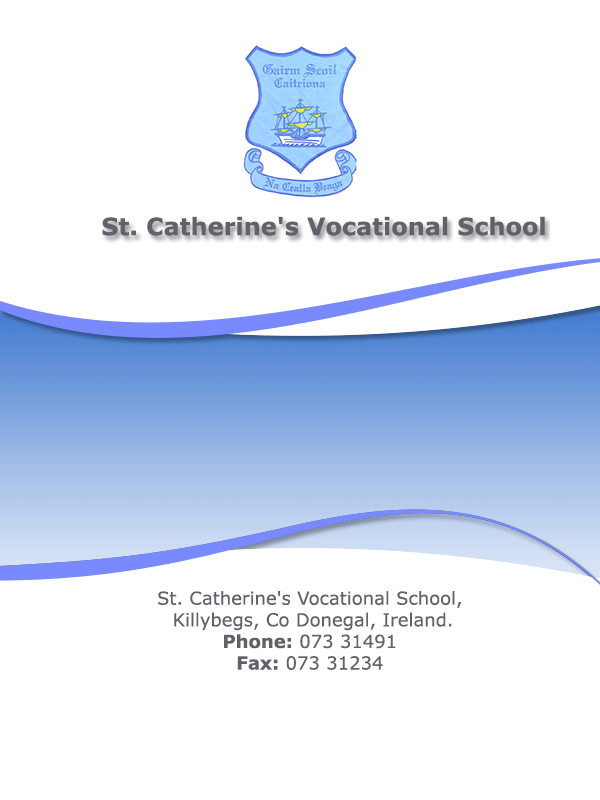 Gairm Scoil
Caitríona
Na Cealla Beaga
St. Catherine's Vocational School
St. Catherine's Vocational School,
Killybegs, Co Donegal, Ireland.
Phone: 073 31491
Fax: 073 31234